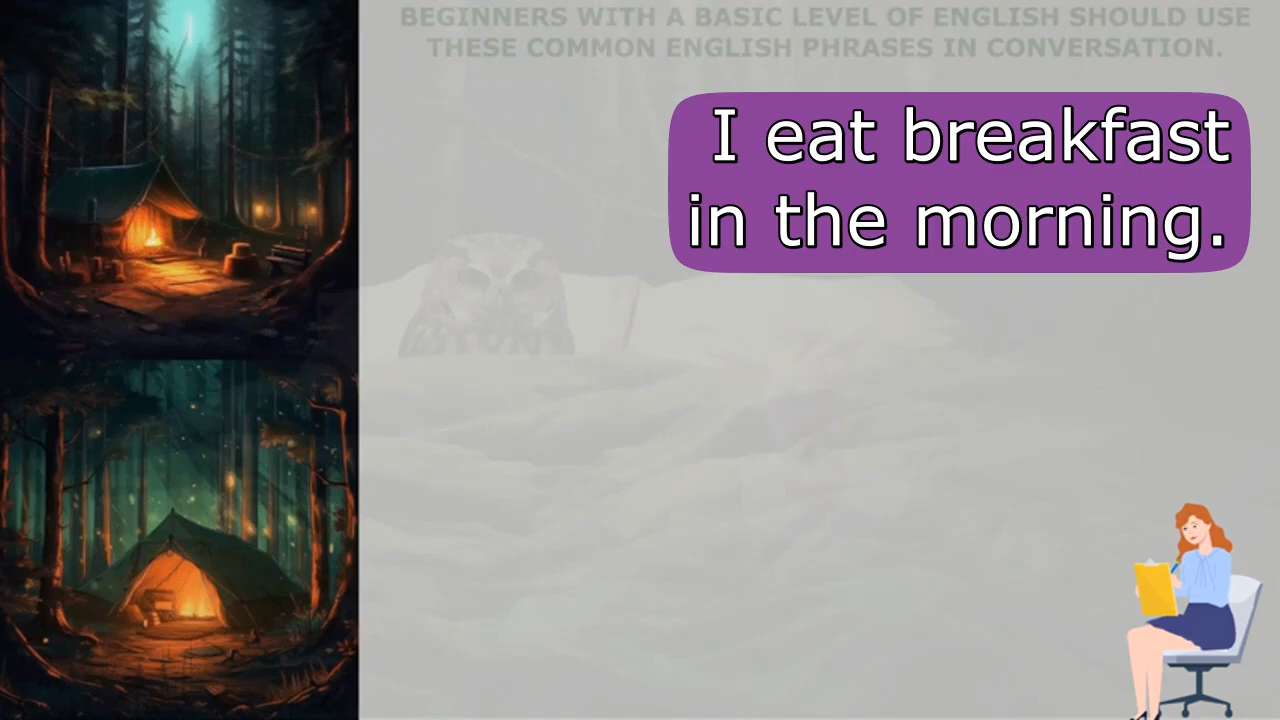 BEGINNERS WITH A BASIC LEVEL OF ENGLISH SHOULD USE
THESE COMMON ENGLISH PHRASES IN CONVERSATION.
I eat breakfast
in the morning.